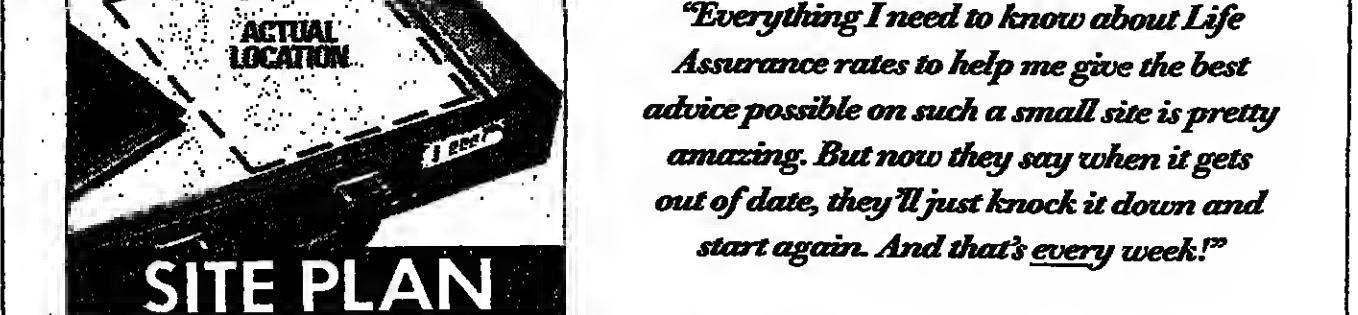 ACTUAL
LOCATION
SITE PLAN
“Everything I need to know about Life
Assurance rates to help me give the best
advice possible on such a small site is pretty
amazing. But now they say when it gets
out of date, they’ll just knock it down and
start again. And that’s every week!”